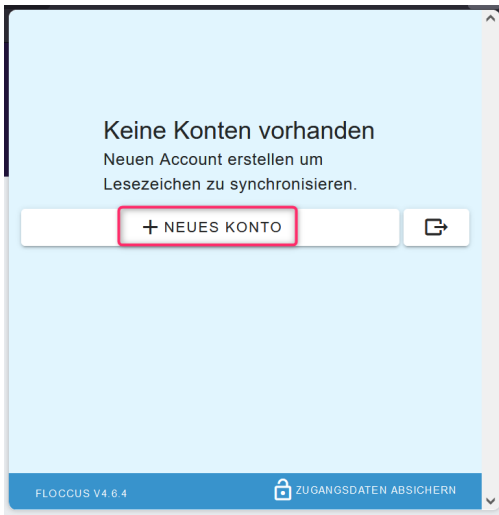 Keine Konten vorhanden
Neuen Account erstellen um
Lesezeichen zu synchronisieren.
+ NEUES KONTO
FLOCCUS V4.6.4
ZUGANGSDATEN ABSICHERN